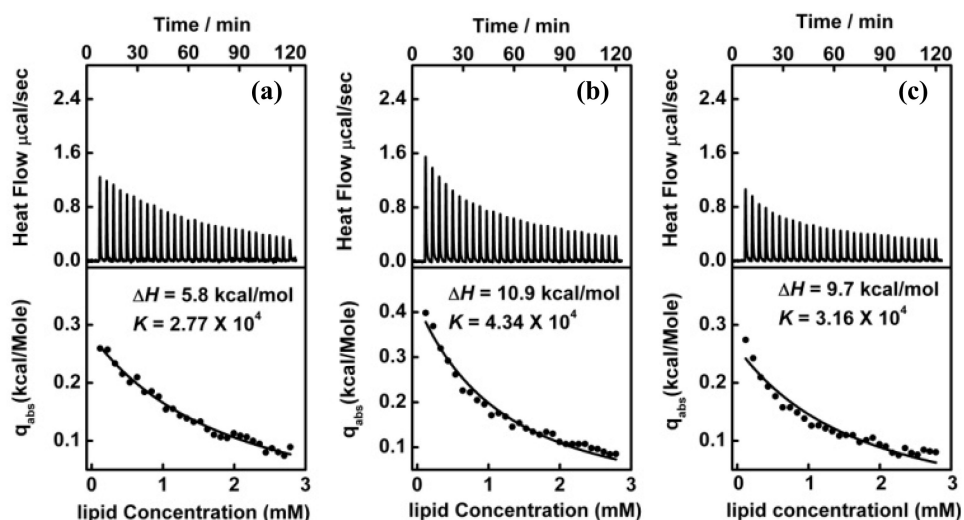 Time / min
0 30 60 90 120
(a)
Heat Flow μcal/sec
2.4
1.6
0.8
0.0
ΔH = 5.8 kcal/mol
K = 2.77 X 10⁴
q_abs(kcal/Mole)
0.3
0.2
0.1
0 1 2 3
lipid Concentration (mM)
Time / min
0 30 60 90 120
(b)
Heat Flow μcal/sec
2.4
1.6
0.8
0.0
ΔH = 10.9 kcal/mol
K = 4.34 X 10⁴
q_abs(kcal/Mole)
0.4
0.3
0.2
0.1
0 1 2 3
lipid Concentration (mM)
Time / min
0 30 60 90 120
(c)
Heat Flow μcal/sec
2.4
1.6
0.8
0.0
ΔH = 9.7 kcal/mol
K = 3.16 X 10⁴
q_abs(kcal/Mole)
0.3
0.2
0.1
0 1 2 3
lipid concentrationl (mM)